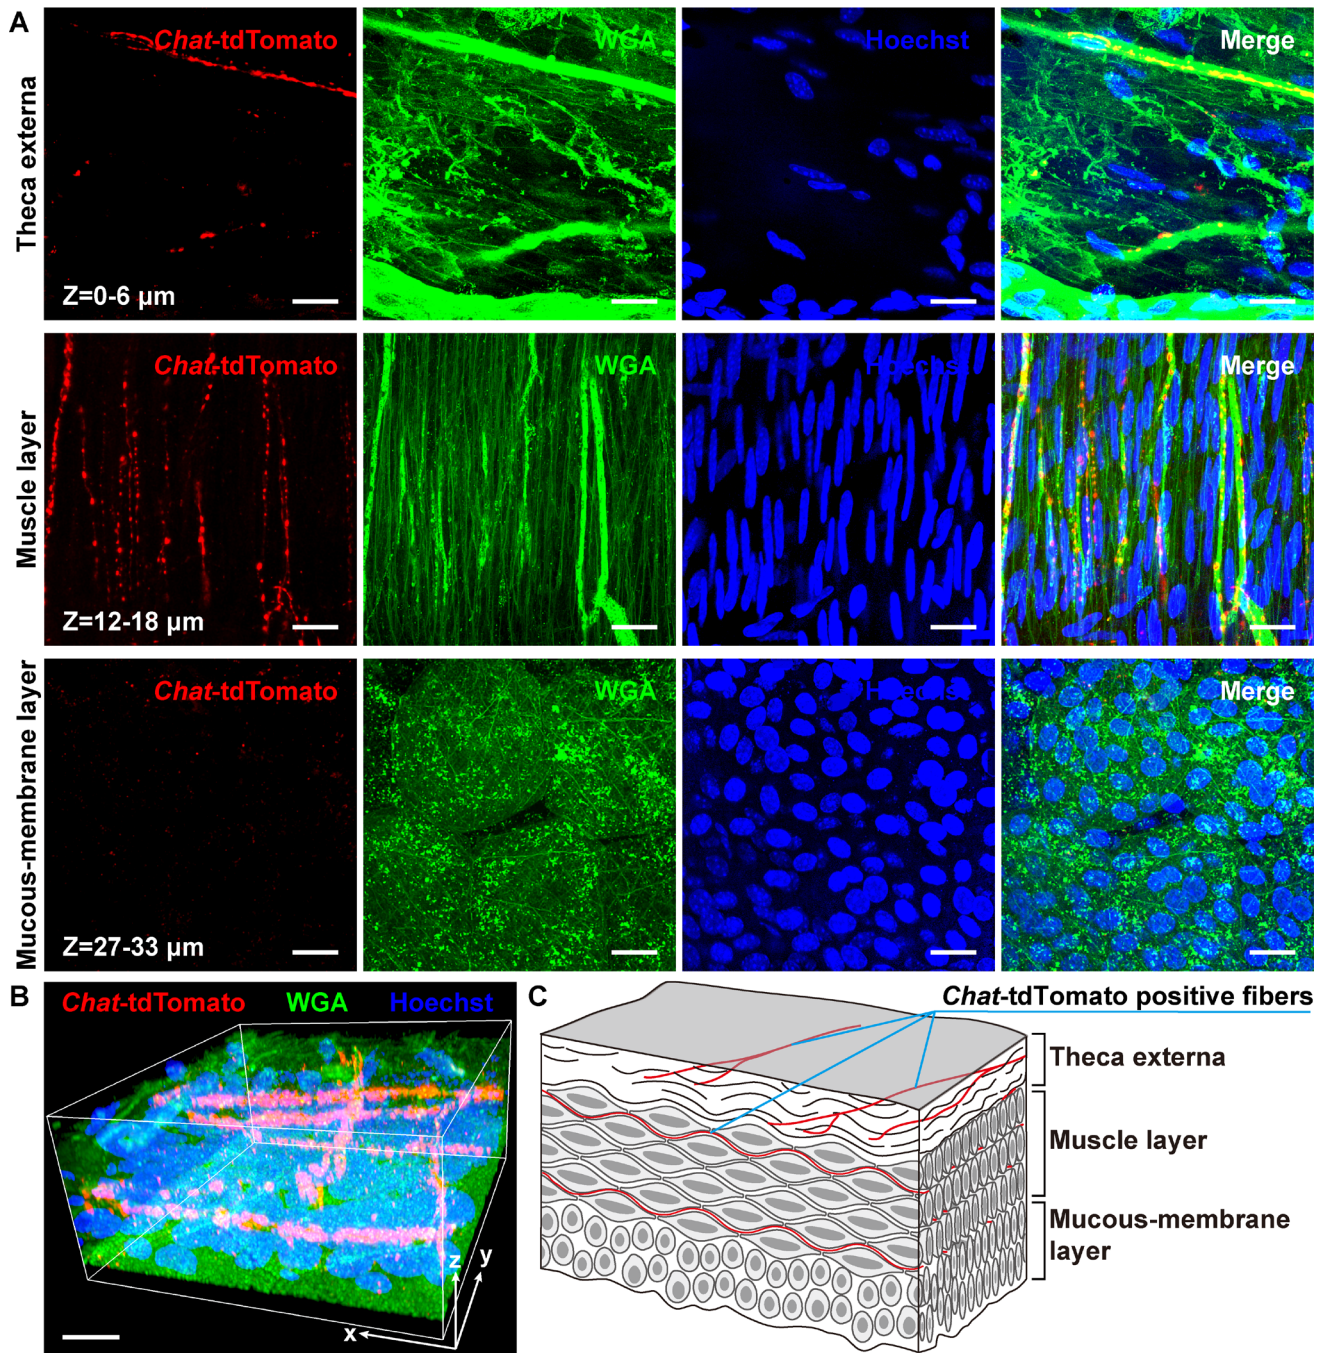 A
Theca externa
Chat-tdTomato
WGA
Hoechst
Merge
Z=0-6 µm
Muscle layer
Chat-tdTomato
WGA
Hoechst
Merge
Z=12-18 µm
Mucous-membrane layer
Chat-tdTomato
WGA
Hoechst
Merge
Z=27-33 µm
B
Chat-tdTomato WGA Hoechst
z
y
x
C
Chat-tdTomato positive fibers
Theca externa
Muscle layer
Mucous-membrane
layer